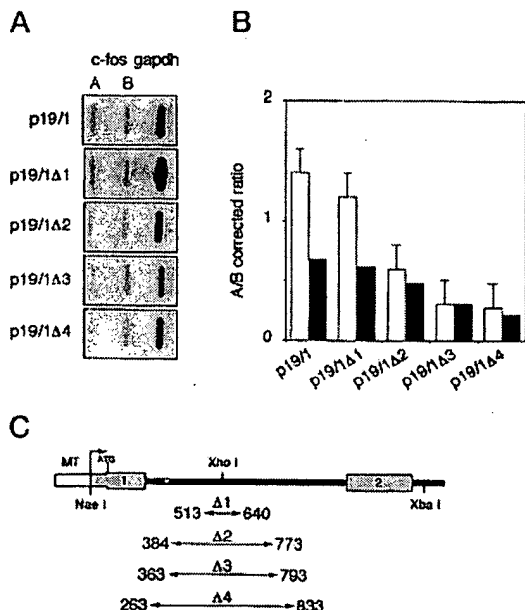 A
c-fos gapdh
A B
p19/1
p19/1Δ1
p19/1Δ2
p19/1Δ3
p19/1Δ4
B
A/B corrected ratio
2
1
0
p19/1
p19/1Δ1
p19/1Δ2
p19/1Δ3
p19/1Δ4
C
MT
ATG
Xho I
1
2
Nae I
Xba I
Δ1
513 640
Δ2
384 773
Δ3
363 793
Δ4
263 833